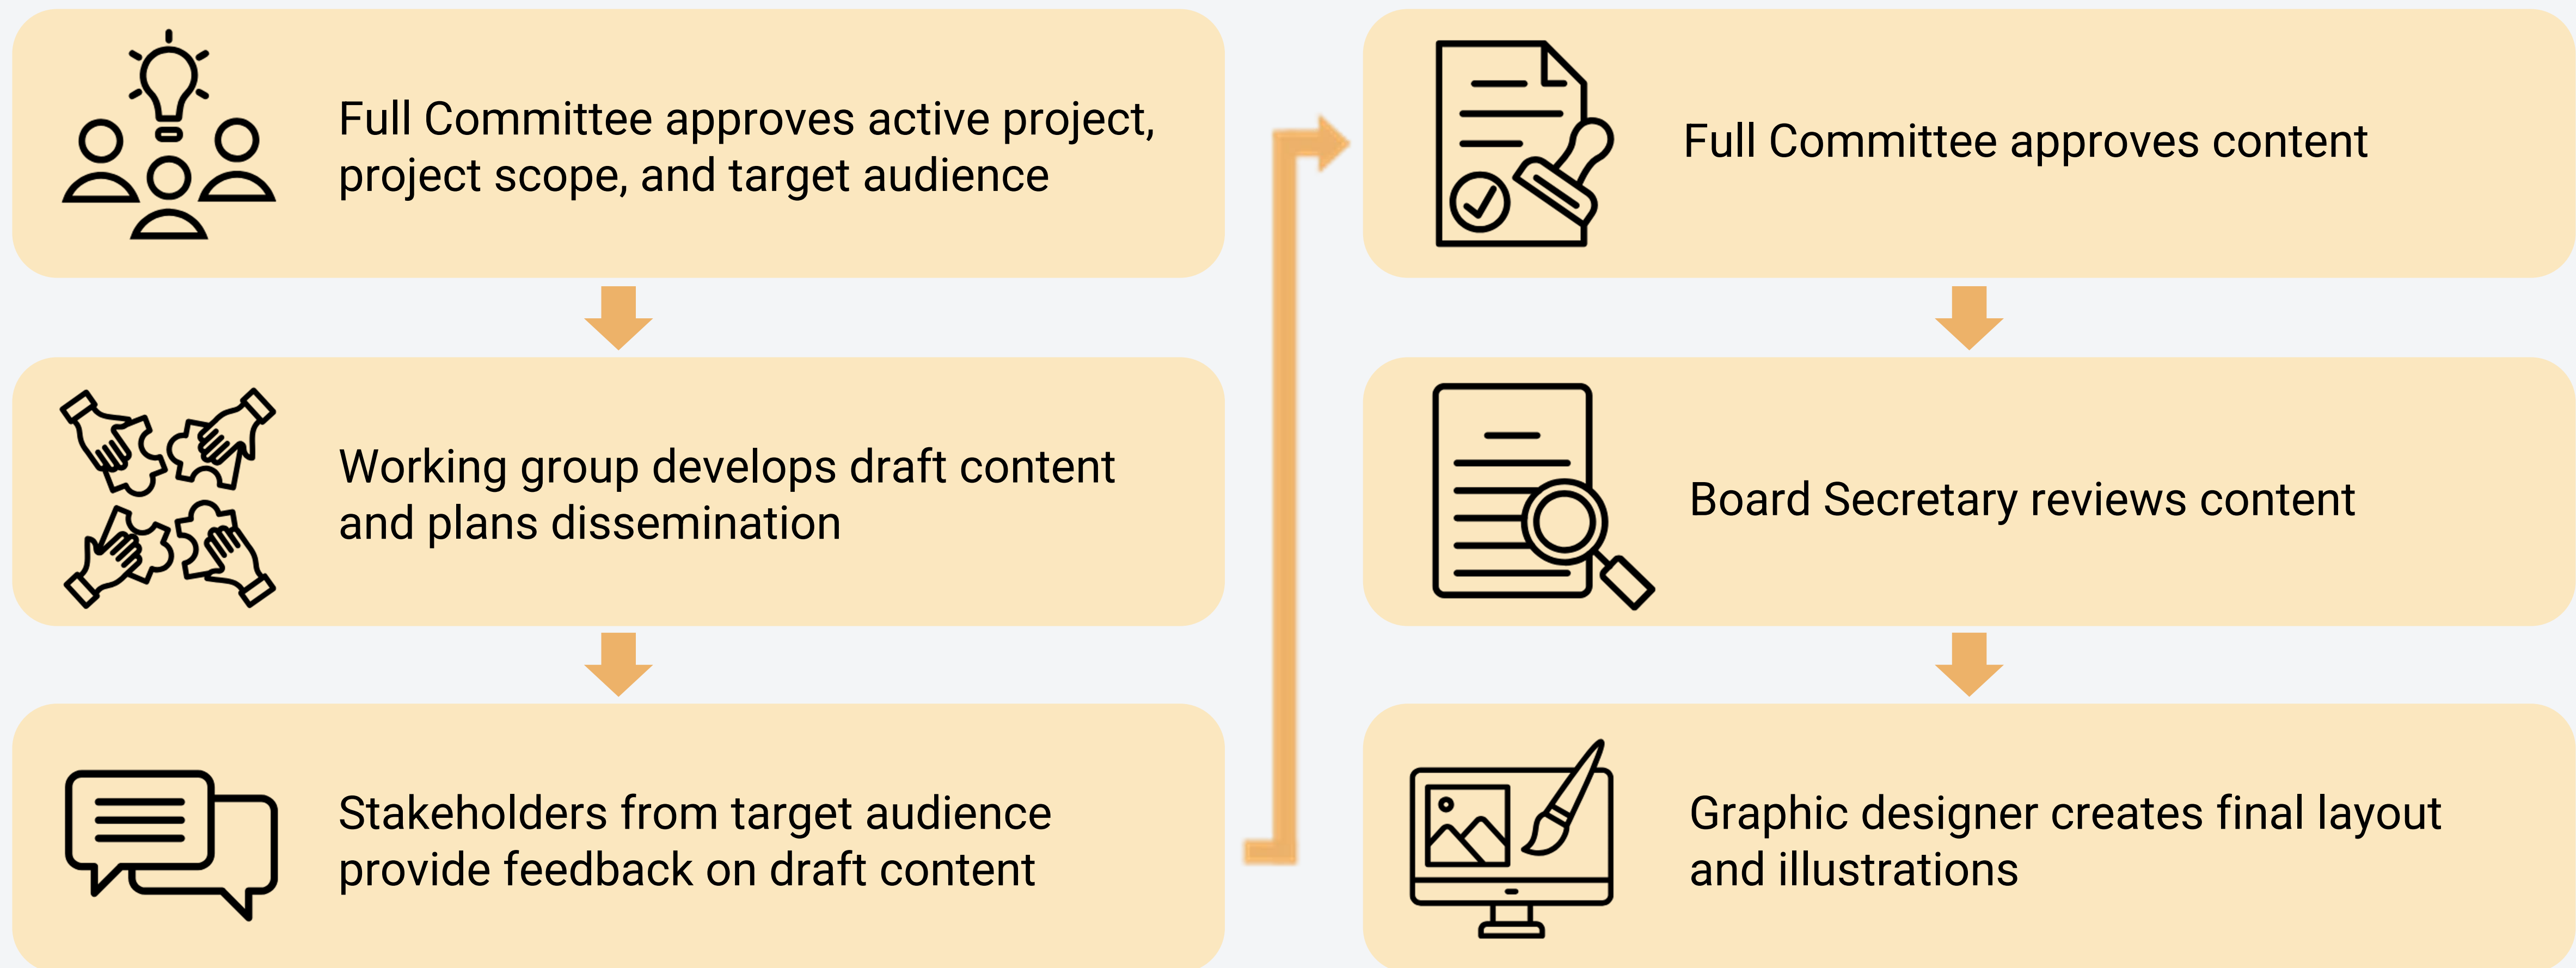 Full Committee approves active project,
project scope, and target audience
Working group develops draft content
and plans dissemination
Stakeholders from target audience
provide feedback on draft content
Full Committee approves content
Board Secretary reviews content
Graphic designer creates final layout
and illustrations